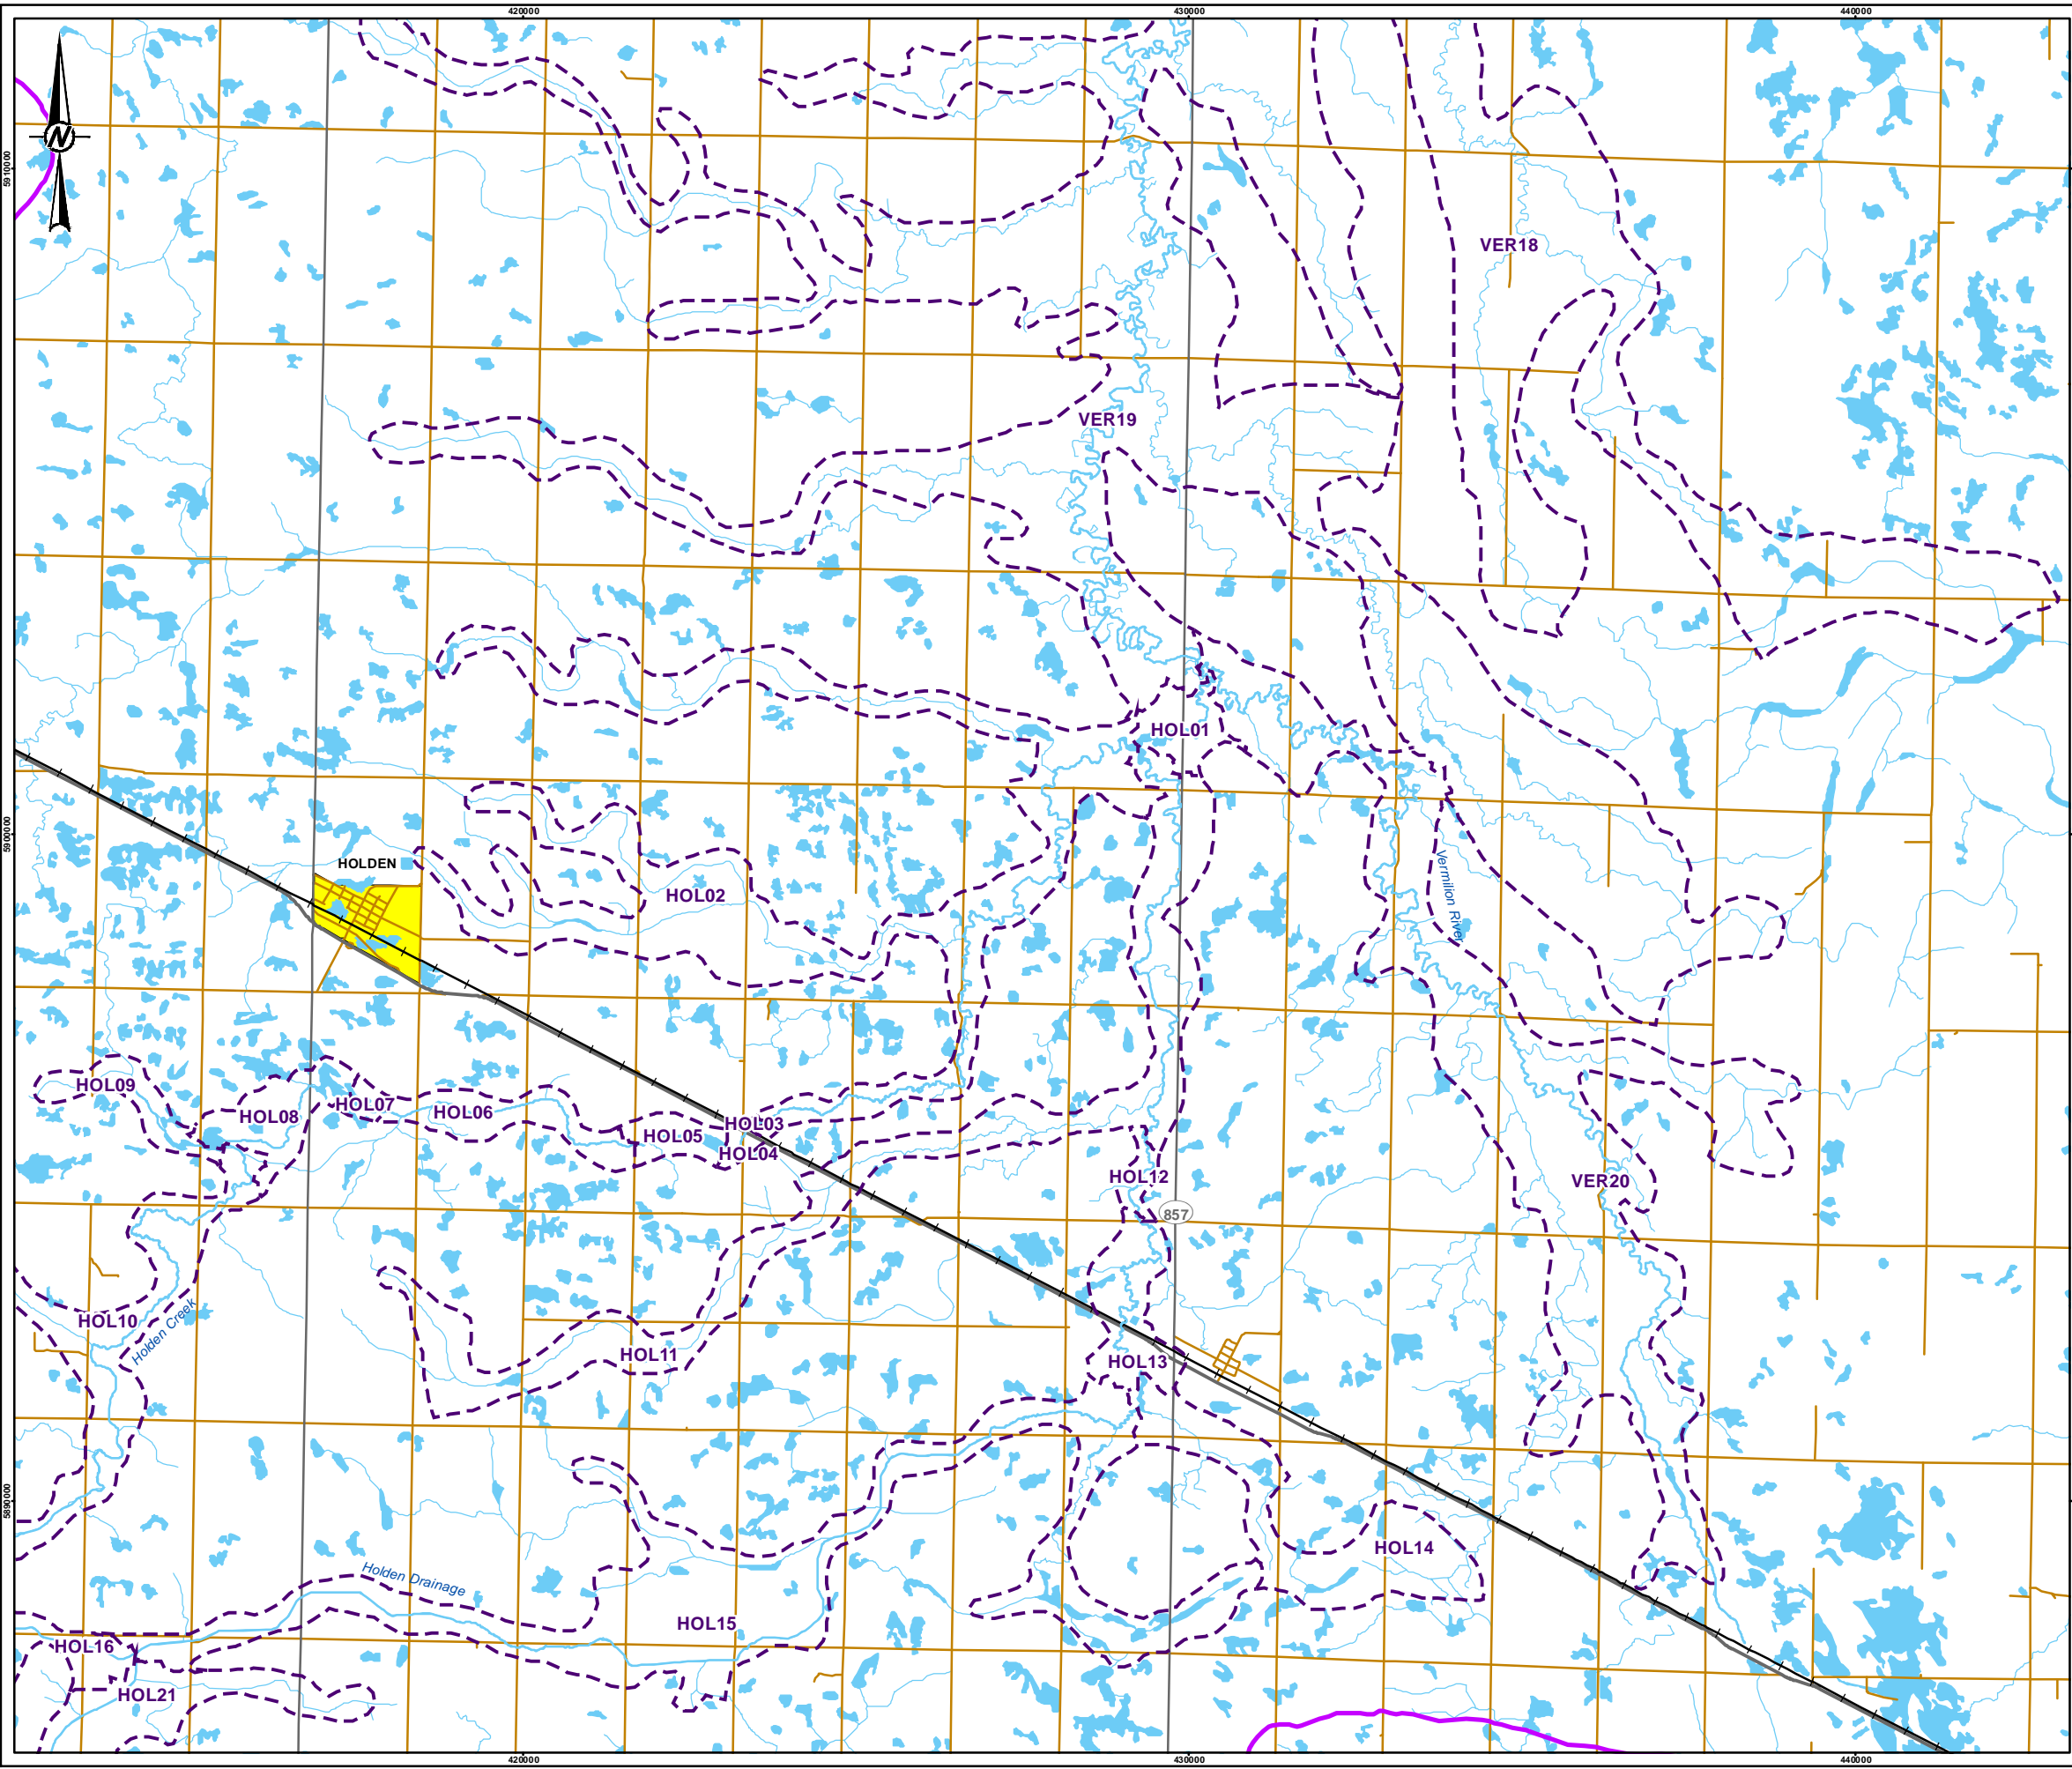 420000
430000
440000
N
5910000
VER18
VER19
HOL01
5900000
HOLDEN
HOL02
Vermilion River
HOL09
HOL08
HOL07
HOL06
HOL03
HOL05
HOL04
HOL12
VER20
857
HOL10
Holden Creek
HOL11
HOL13
5890000
HOL14
Holden Drainage
HOL15
HOL16
HOL21
420000
430000
440000